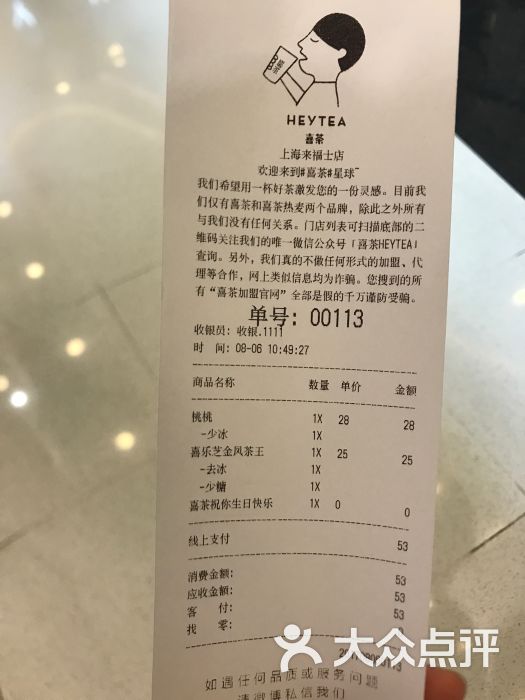 喜茶
HEYTEA
喜茶
上海来福士店
欢迎来到#喜茶#星球~
我们希望用一杯好茶激发您的一份灵感。目前我
们仅有喜茶和喜茶热麦两个品牌，除此之外所有
与我们没有任何关系。门店列表可扫描底部的二
维码关注我们的唯一微信公众号「喜茶HEYTEA」
查询。另外，我们真的不做任何形式的加盟、代
理等合作，网上类似信息均为诈骗。您搜到的所
有“喜茶加盟官网”全部是假的千万谨防受骗。
单号：00113
收银员：收银.1111
时 间：08-06 10:49:27
商品名称 数量 单价 金额
桃桃 1X 28 28
-少冰 1X
喜乐芝金风茶王 1X 25 25
-去冰 1X
-少糖 1X
喜茶祝你生日快乐 1X 0 0
线上支付 53
消费金额： 53
应收金额： 53
客 付： 53
找 零：
大众点评
如遇任何品质或服务问题
请微博私信我们